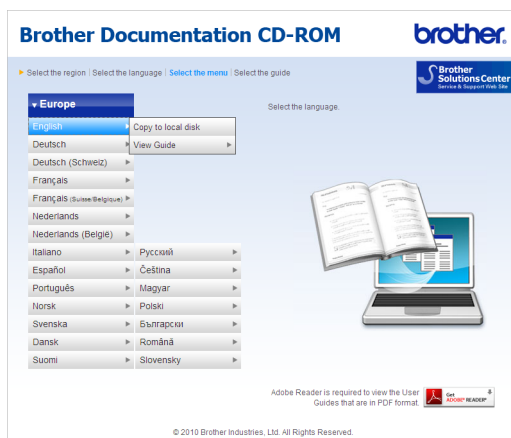 Brother Documentation CD-ROM
brother
Select the region | Select the language | Select the menu | Select the guide
Brother
Solutions Center
Service & Support Web Site
Europe
Select the language.
English
Copy to local disk
Deutsch
View Guide
Deutsch (Schweiz)
Français
Français (Suisse/Belgique)
Nederlands
Nederlands (België)
Italiano
Русский
Español
Čeština
Português
Magyar
Norsk
Polski
Svenska
Български
Dansk
Română
Suomi
Slovensky
Adobe Reader is required to view the User
Guides that are in PDF format.
Get
ADOBE® READER®
© 2010 Brother Industries, Ltd. All Rights Reserved.